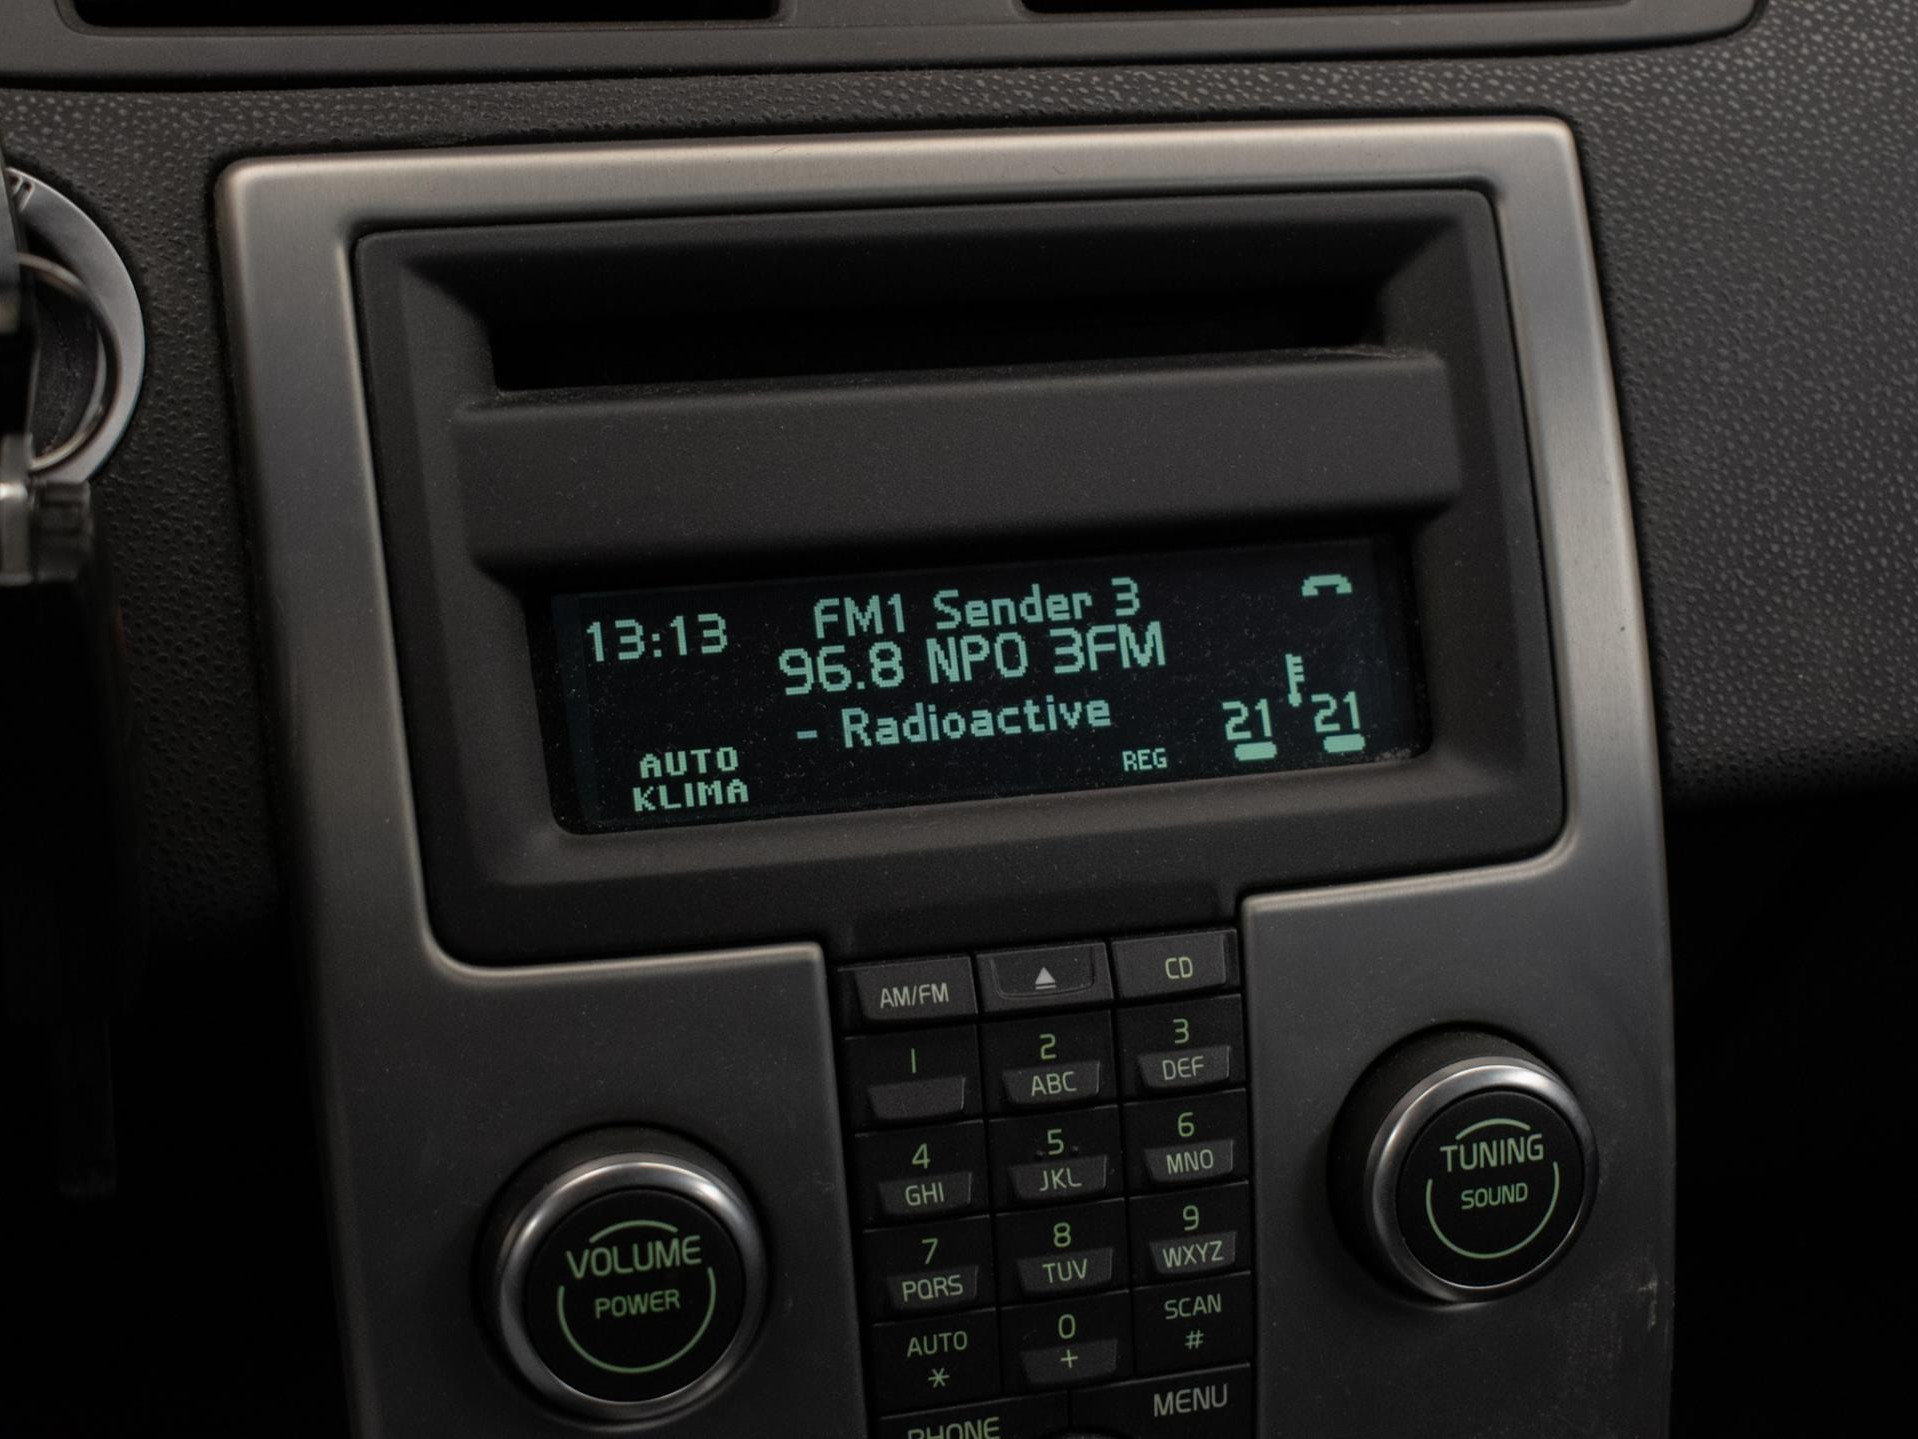 13:13
FM1 Sender 3
96.8 NPO 3FM
- Radioactive
21 21
AUTO
KLIMA
REG
AM/FM
CD
1
2
ABC
3
DEF
4
GHI
5
JKL
6
MNO
7
PQRS
8
TUV
9
WXYZ
AUTO
*
0
+
SCAN
#
PHONE
MENU
VOLUME
POWER
TUNING
SOUND